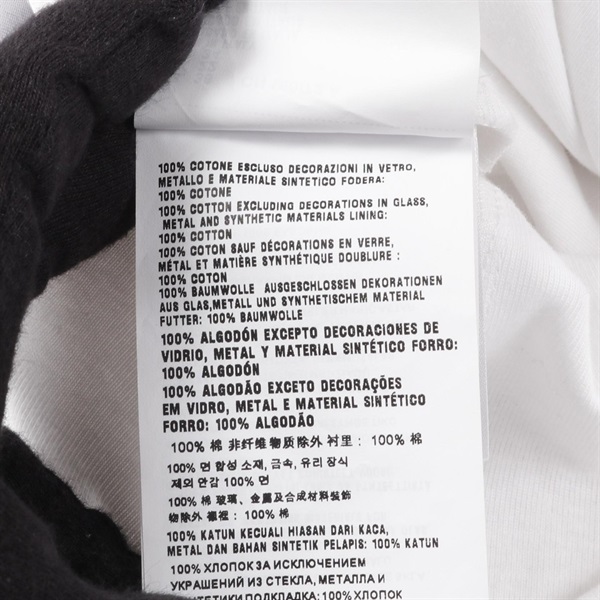 100% COTONE ESCLUSO DECORAZIONI IN VETRO,
METALLO E MATERIALE SINTETICO FODERA:
100% COTONE
100% COTTON EXCLUDING DECORATIONS IN GLASS,
METAL AND SYNTHETIC MATERIALS LINING:
100% COTTON
100% COTON SAUF DÉCORATIONS EN VERRE,
MÉTAL ET MATIÈRE SYNTHÉTIQUE DOUBLURE :
100% COTON
100% BAUMWOLLE AUSGESCHLOSSEN DEKORATIONEN
AUS GLAS,METALL UND SYNTHETISCHEM MATERIAL
FUTTER: 100% BAUMWOLLE
100% ALGODÓN EXCEPTO DECORACIONES DE
VIDRIO, METAL Y MATERIAL SINTÉTICO FORRO:
100% ALGODÓN
100% ALGODÃO EXCETO DECORAÇÕES
EM VIDRO, METAL E MATERIAL SINTÉTICO
FORRO: 100% ALGODÃO
100% 棉 非纤维物质除外 衬里： 100% 棉
100% 면 합성 소재, 금속, 유리 장식
제외 안감 100% 면
100% 棉 玻璃、金屬及合成材料裝飾
物除外 襯裡： 100% 棉
100% KATUN KECUALI HIASAN DARI KACA,
METAL DAN BAHAN SINTETIK PELAPIS: 100% KATUN
100% ХЛОПОК ЗА ИСКЛЮЧЕНИЕМ
УКРАШЕНИЙ ИЗ СТЕКЛА, МЕТАЛЛА И
ПОДКЛАДКА: 100% ХЛОПОК